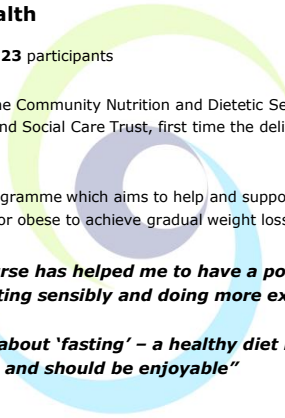 alth
23 participants
e Community Nutrition and Dietetic Se
nd Social Care Trust, first time the deli
gramme which aims to help and suppo
or obese to achieve gradual weight loss
rse has helped me to have a po
ting sensibly and doing more ex
about ‘fasting’ – a healthy diet
and should be enjoyable”